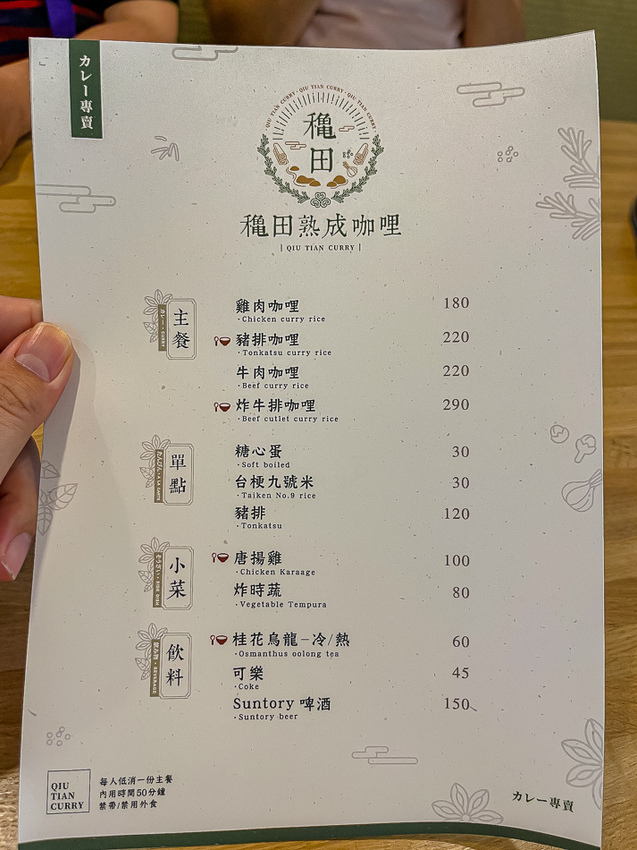 カレー專賣
QIU TIAN CURRY · QIU TIAN CURRY · QIU TIAN CURRY
穐
田
穐田熟成咖哩
QIU TIAN CURRY
主餐
雞肉咖哩 180
·Chicken curry rice
豬排咖哩 220
·Tonkatsu curry rice
牛肉咖哩 220
·Beef curry rice
炸牛排咖哩 290
·Beef cutlet curry rice
單點
糖心蛋 30
·Soft boiled
台梗九號米 30
·Taiken No.9 rice
豬排 120
·Tonkatsu
小菜
唐揚雞 100
·Chicken Karaage
炸時蔬 80
·Vegetable Tempura
飲料
桂花烏龍–冷/熱 60
·Osmanthus oolong tea
可樂 45
·Coke
Suntory 啤酒 150
·Suntory beer
QIU
TIAN
CURRY
每人低消一份主餐
內用時間50分鐘
禁帶/禁用外食
カレー專賣